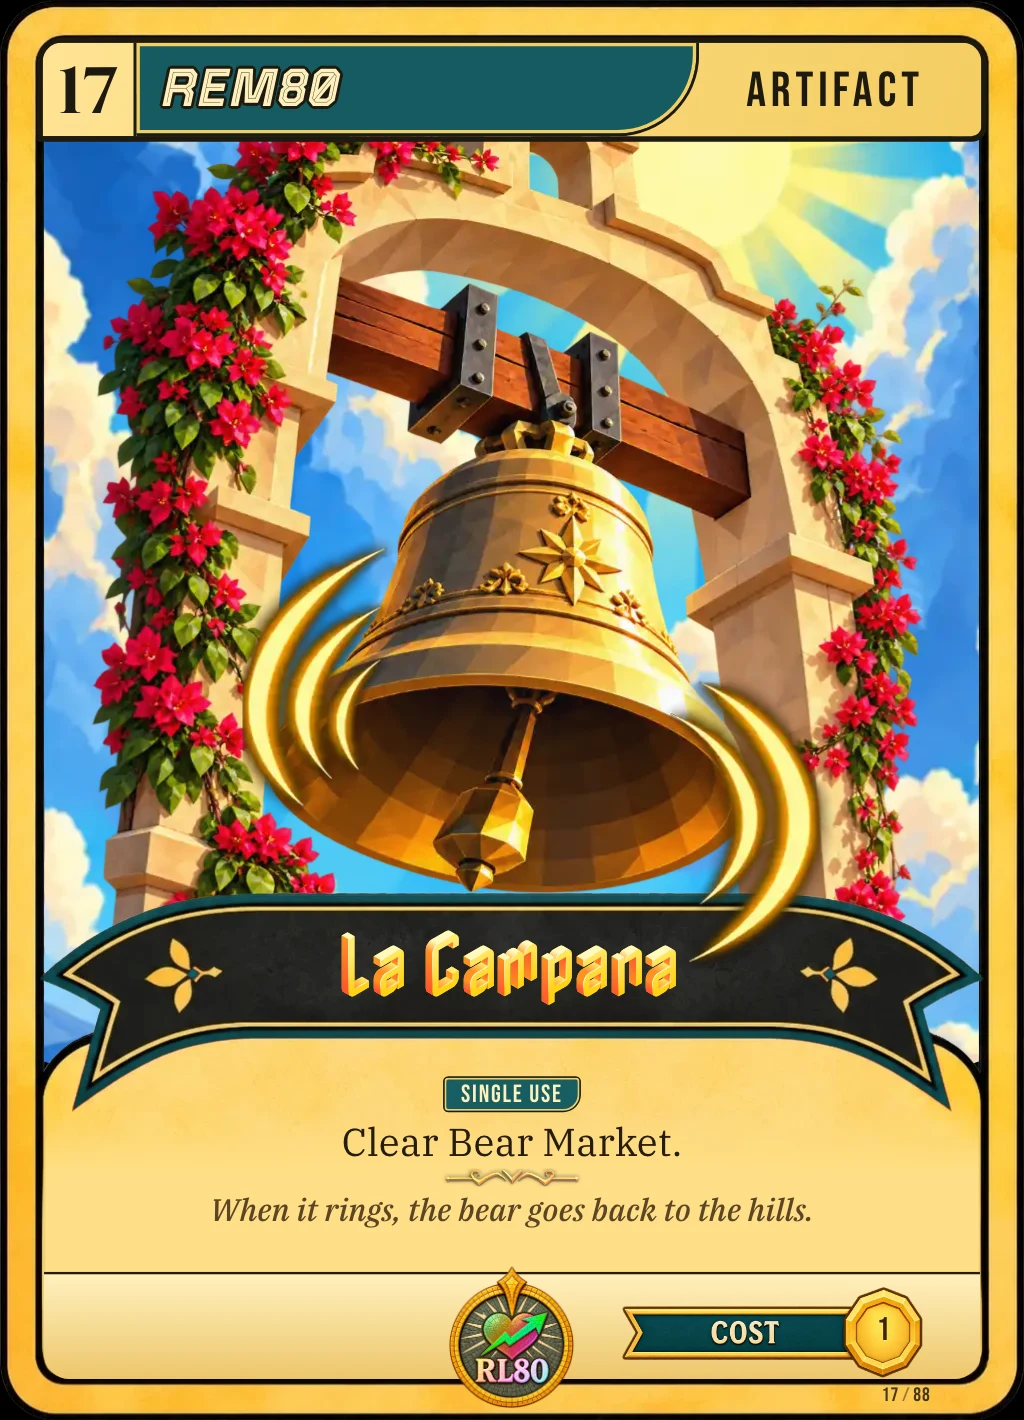 17
REM80
ARTIFACT
La Campana
SINGLE USE
Clear Bear Market.
When it rings, the bear goes back to the hills.
RL80
COST
1
17 / 88